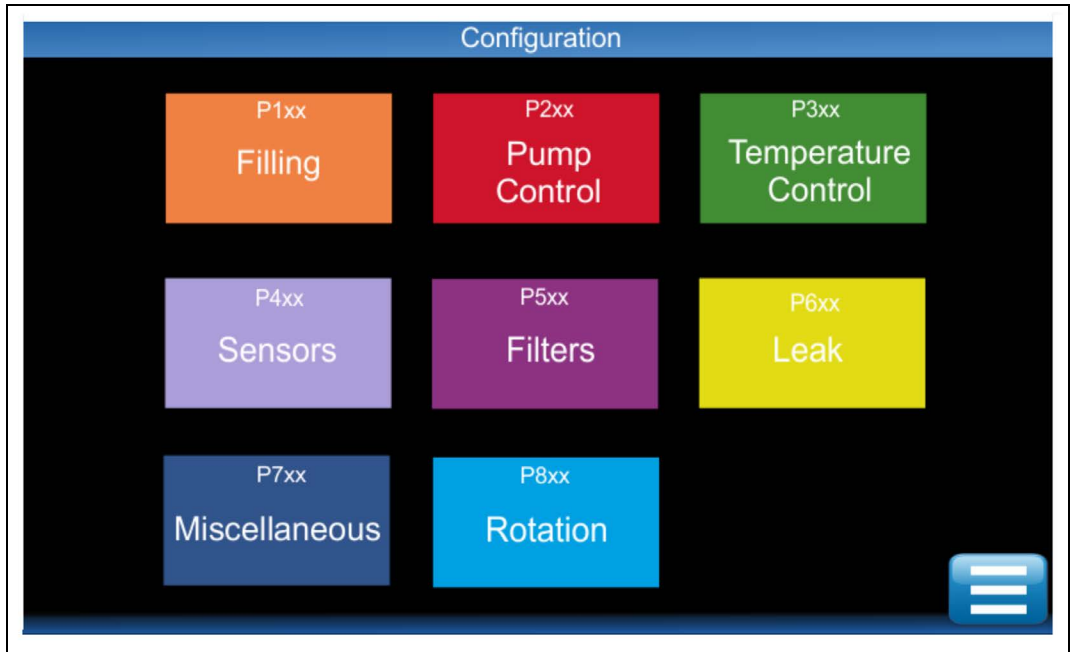 Configuration
P1xx
Filling
P2xx
Pump
Control
P3xx
Temperature
Control
P4xx
Sensors
P5xx
Filters
P6xx
Leak
P7xx
Miscellaneous
P8xx
Rotation